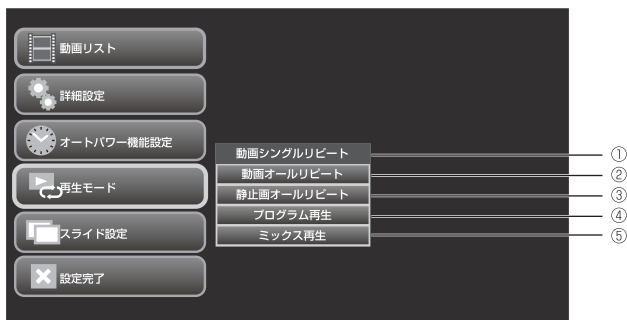 動画リスト
詳細設定
オートパワー機能設定
再生モード
スライド設定
設定完了
動画シングルリピート ①
動画オールリピート ②
静止画オールリピート ③
プログラム再生 ④
ミックス再生 ⑤